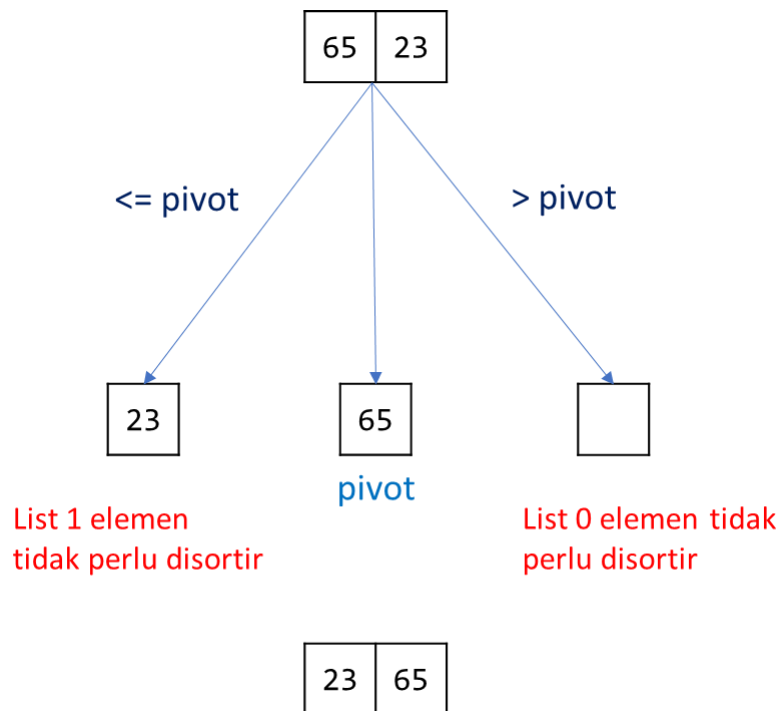 65 23
<= pivot
> pivot
23
65
pivot
List 1 elemen
tidak perlu disortir
List 0 elemen tidak
perlu disortir
23 65